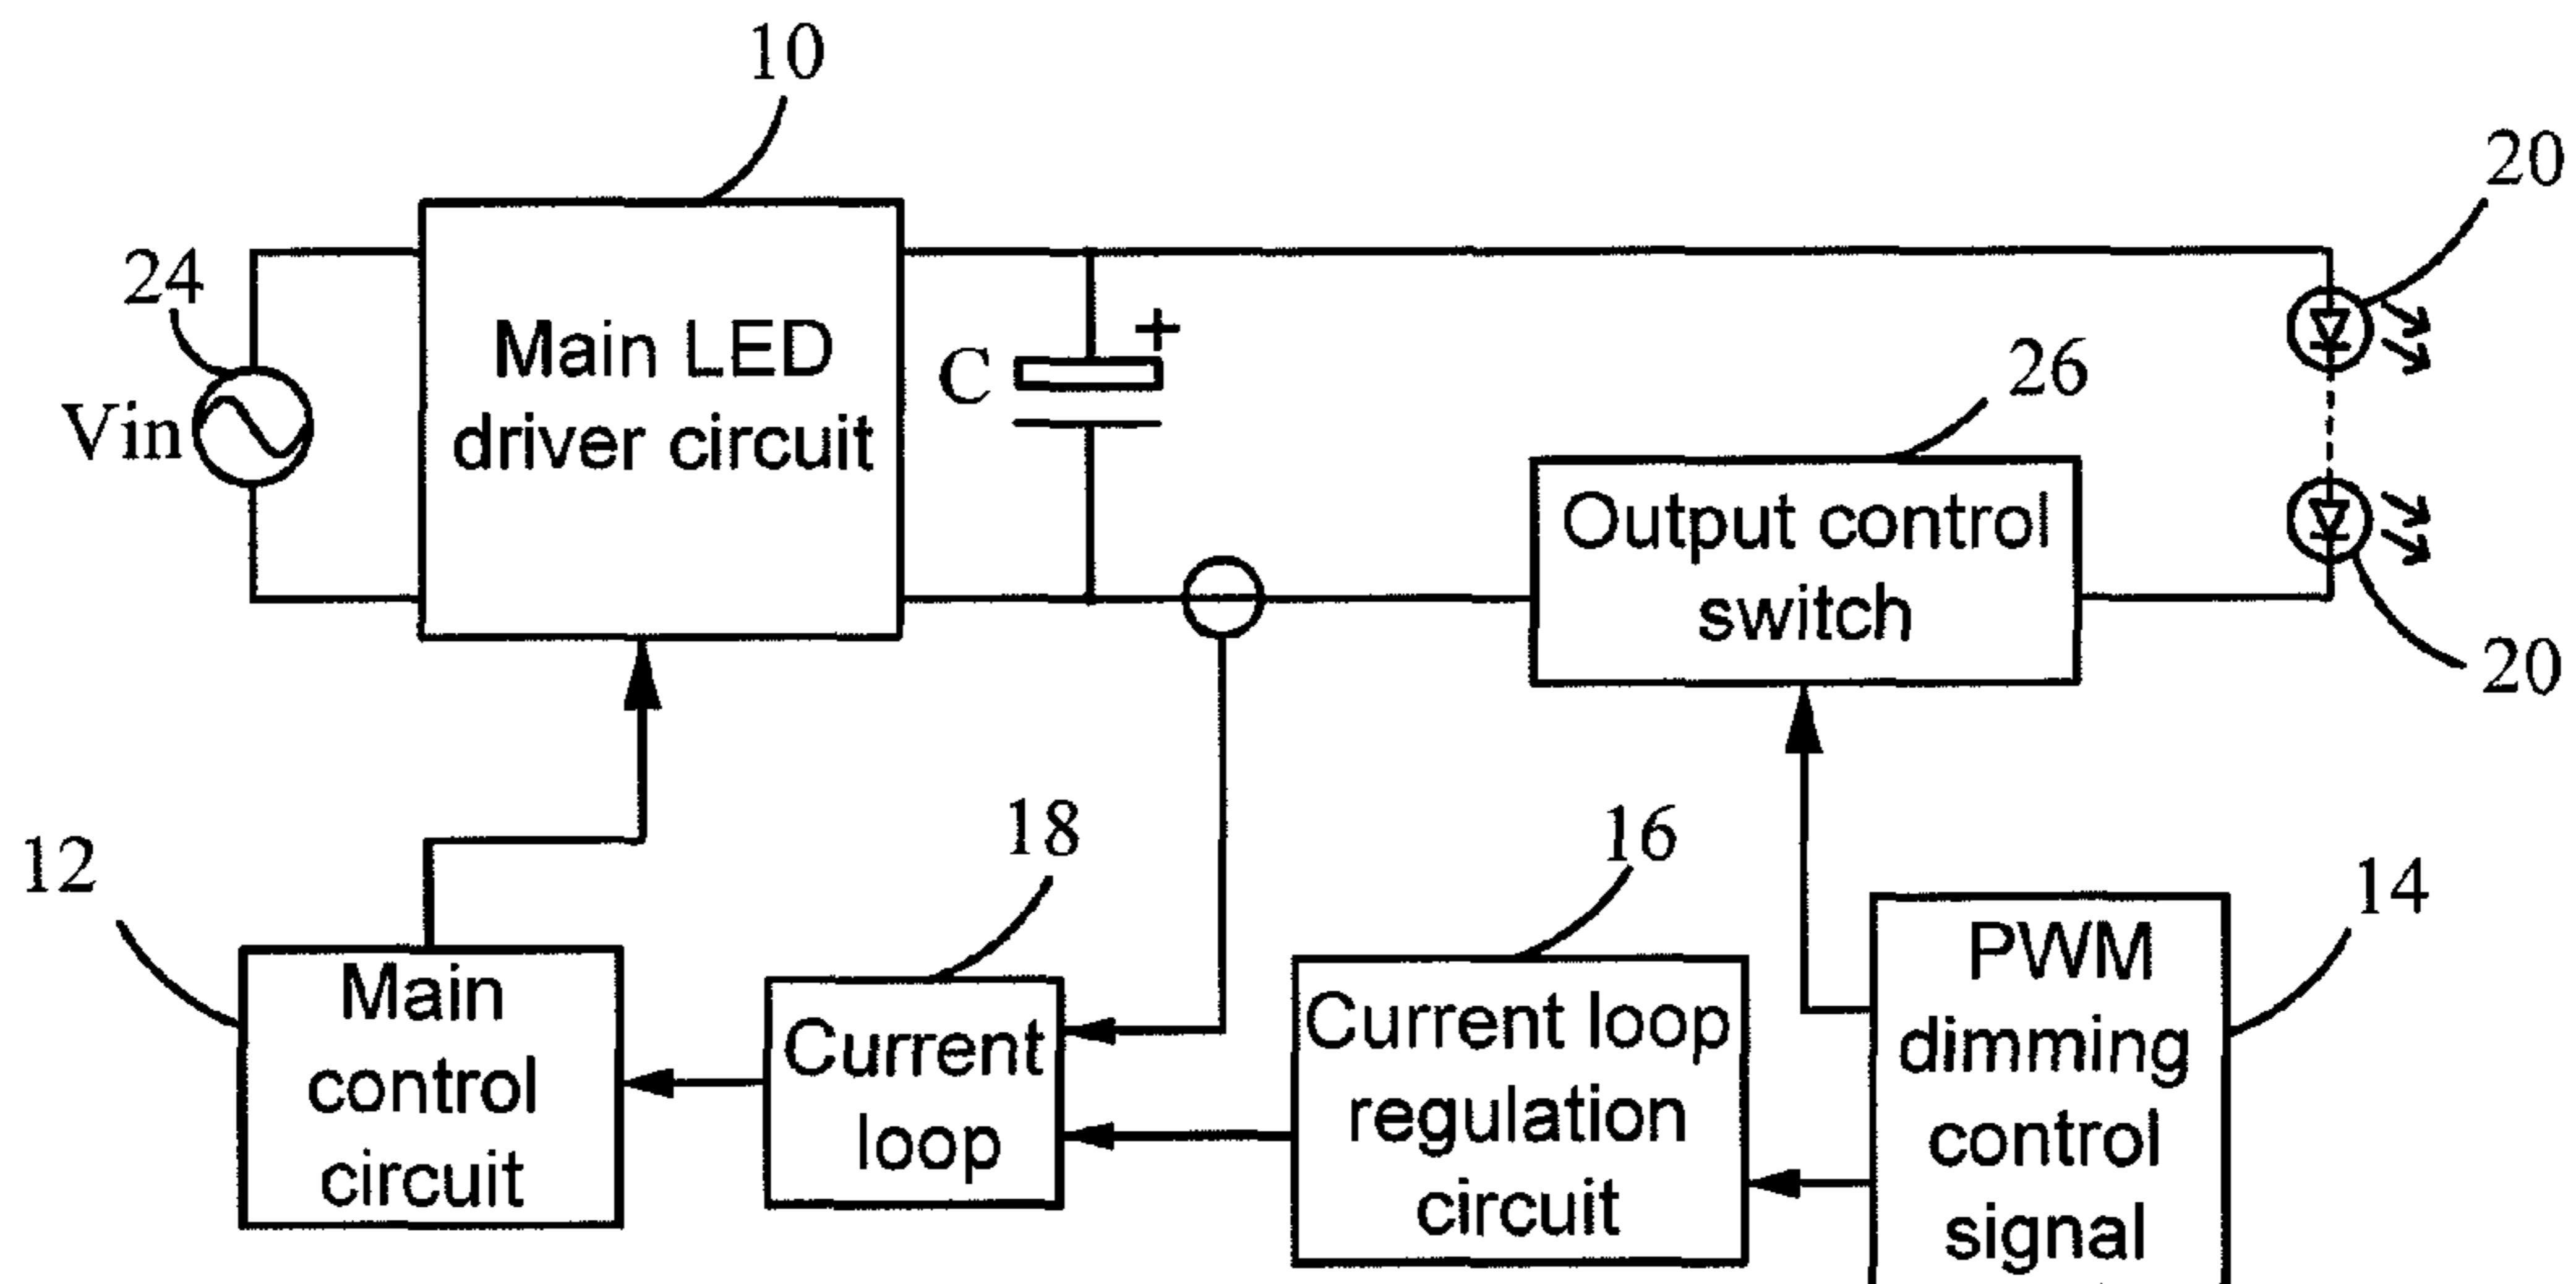 10
20
24
Main LED
driver circuit
+
C
Vin
26
Output control
switch
20
12
18
16
14
Main
control
circuit
Current
loop
Current loop
regulation
circuit
PWM
dimming
control
signal